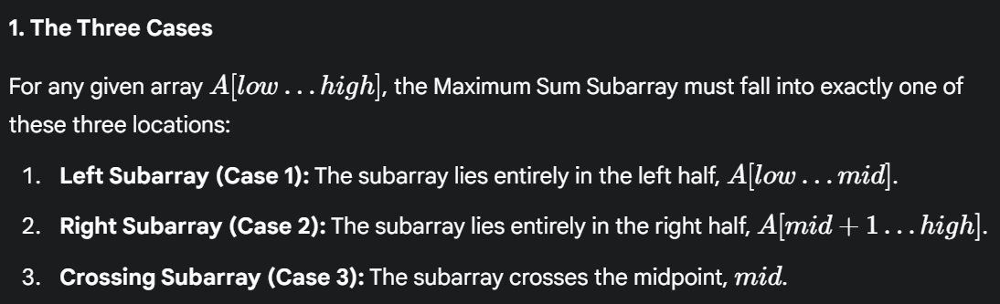 1. The Three Cases
For any given array A[low . . . high], the Maximum Sum Subarray must fall into exactly one of
these three locations:
1. Left Subarray (Case 1): The subarray lies entirely in the left half, A[low . . . mid].
2. Right Subarray (Case 2): The subarray lies entirely in the right half, A[mid + 1 . . . high].
3. Crossing Subarray (Case 3): The subarray crosses the midpoint, mid.